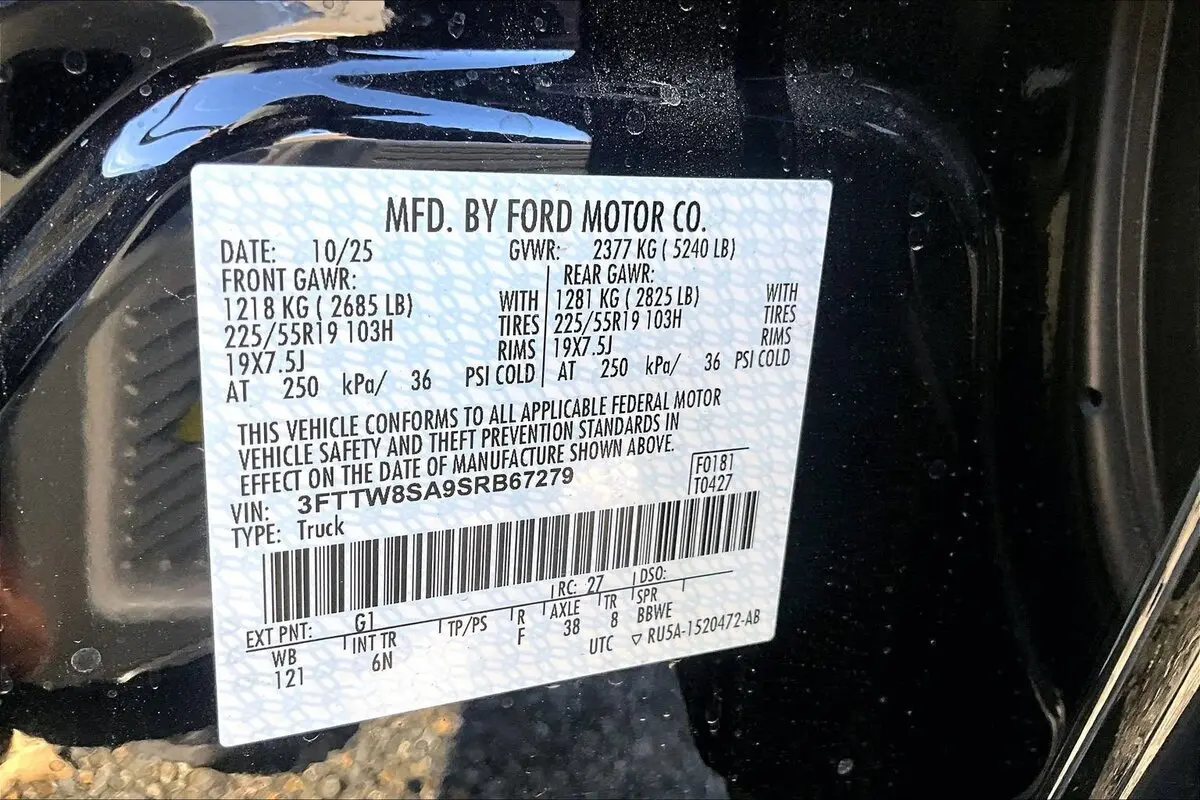 MFD. BY FORD MOTOR CO.
DATE: 10/25 GVWR: 2377 KG ( 5240 LB)
FRONT GAWR: REAR GAWR:
1218 KG ( 2685 LB) WITH 1281 KG ( 2825 LB) WITH
225/55R19 103H TIRES 225/55R19 103H TIRES
19X7.5J RIMS 19X7.5J RIMS
AT 250 kPa/ 36 PSI COLD AT 250 kPa/ 36 PSI COLD
THIS VEHICLE CONFORMS TO ALL APPLICABLE FEDERAL MOTOR
VEHICLE SAFETY AND THEFT PREVENTION STANDARDS IN
EFFECT ON THE DATE OF MANUFACTURE SHOWN ABOVE.
VIN: 3FTTW8SA9SRB67279 F0181
TYPE: Truck T0427
EXT PNT: G1 RC: 27 DSO:
WB INT TR TP/PS R AXLE TR SPR
121 6N F 38 8 BBWE
UTC ▽ RU5A-1520472-AB